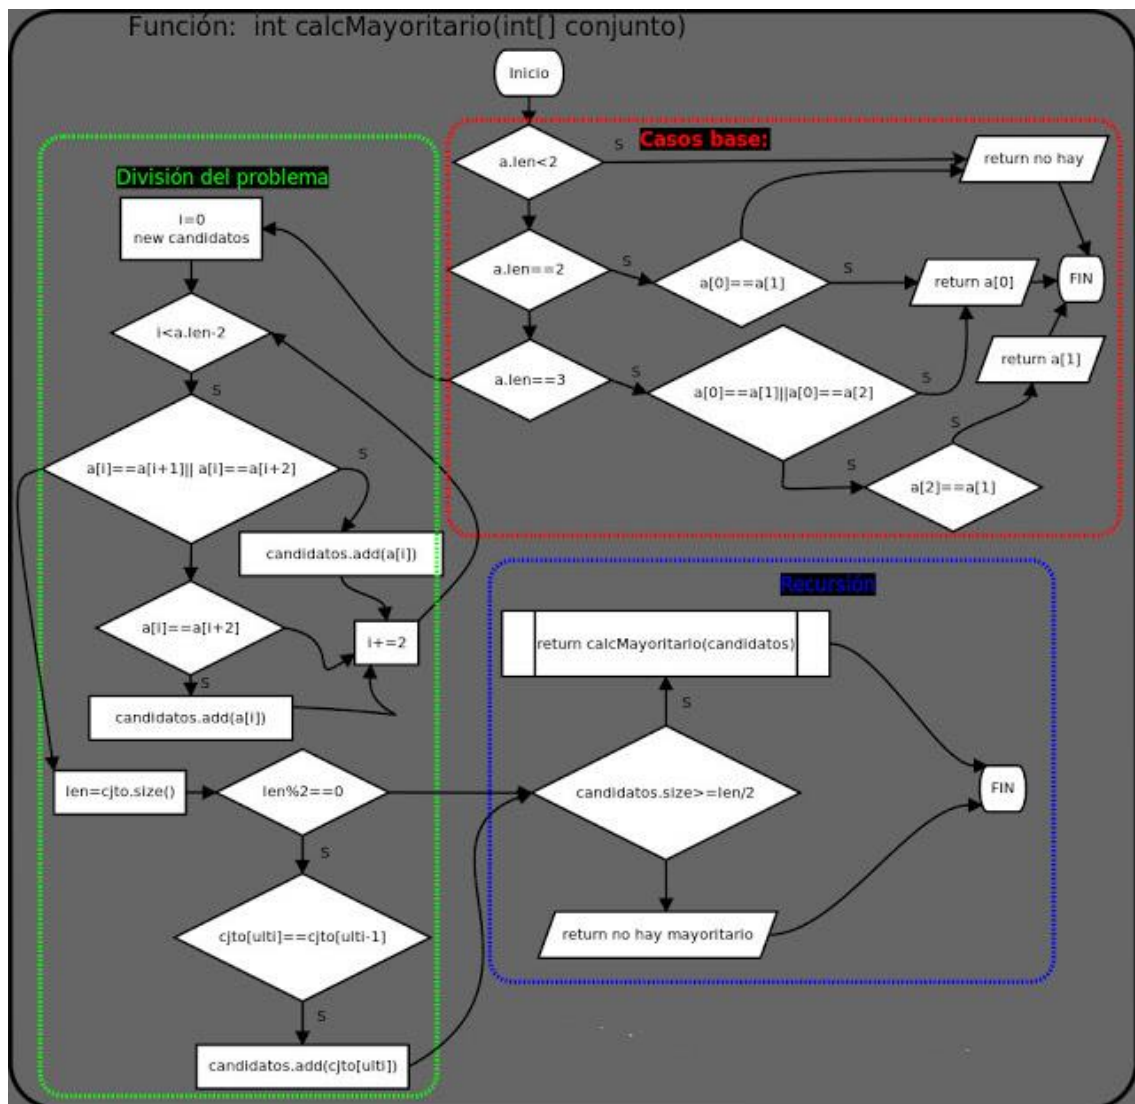 Función:  int calcMayoritario(int[] conjunto)
Inicio
Casos base:
a.len<2
S
return no hay
a.len==2
S
a[0]==a[1]
S
return a[0]
FIN
a.len==3
S
a[0]==a[1]||a[0]==a[2]
S
return a[1]
S
a[2]==a[1]
S
División del problema
i=0
new candidatos
i<a.len-2
S
a[i]==a[i+1]|| a[i]==a[i+2]
S
candidatos.add(a[i])
a[i]==a[i+2]
i+=2
S
candidatos.add(a[i])
len=cjto.size()
len%2==0
S
cjto[ulti]==cjto[ulti-1]
S
candidatos.add(cjto[ulti])
Recursión
return calcMayoritario(candidatos)
S
candidatos.size>=len/2
FIN
return no hay mayoritario